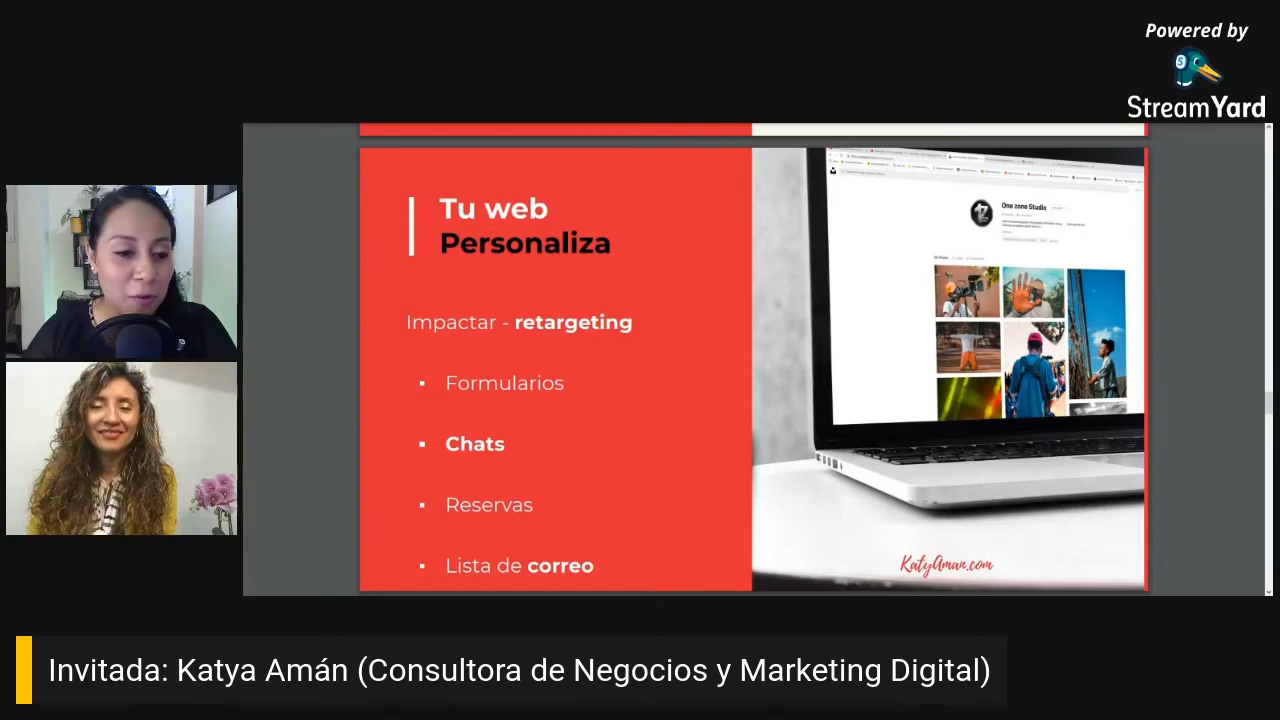 Powered by
StreamYard
Tu web
Personaliza
Impactar - retargeting
▪ Formularios
▪ Chats
▪ Reservas
▪ Lista de correo
One zone Studio
KatyAman.com
Invitada: Katya Amán (Consultora de Negocios y Marketing Digital)